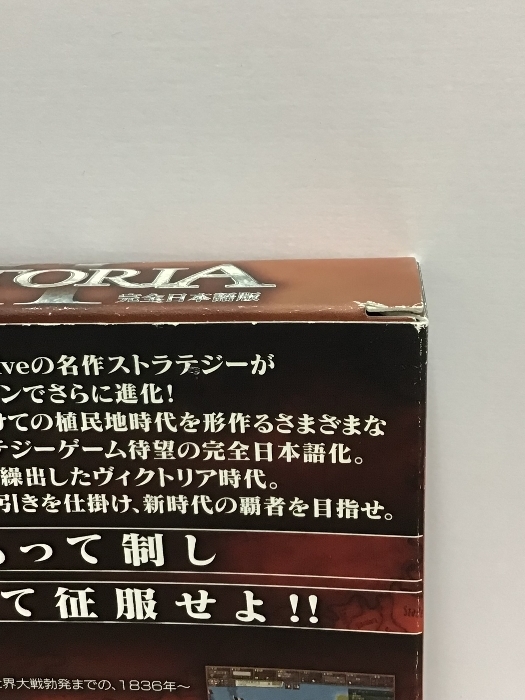 TORIA
完全日本語版
iveの名作ストラテジーが
ンでさらに進化!
けての植民地時代を形作るさまざまな
テジーゲーム待望の完全日本語化。
繰出したヴィクトリア時代。
引きを仕掛け、新時代の覇者を目指せ。
って制し
て征服せよ!!
界大戦勃発までの、1836年～